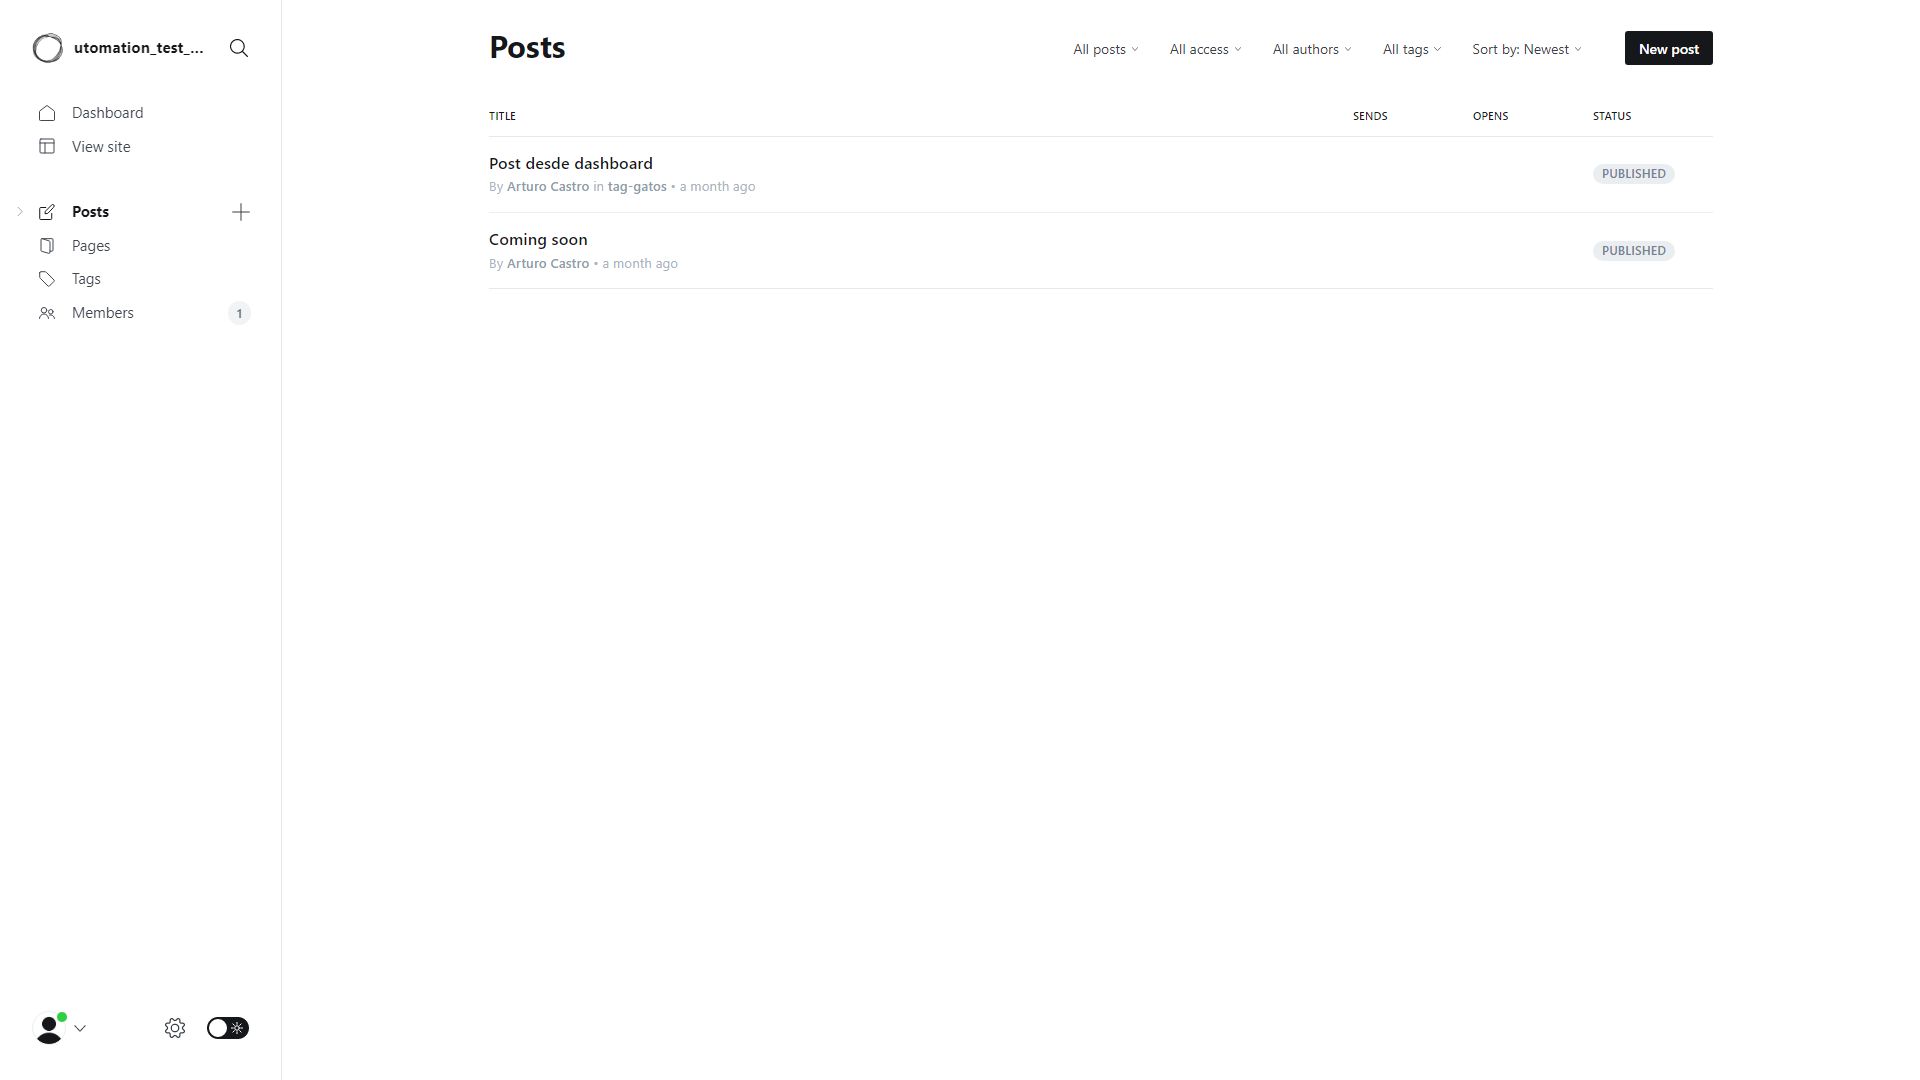 utomation_test_...
Dashboard
View site
Posts
Pages
Tags
Members 1
Posts
All posts All access All authors All tags Sort by: Newest New post
TITLE SENDS OPENS STATUS
Post desde dashboard
By Arturo Castro in tag-gatos • a month ago
PUBLISHED
Coming soon
By Arturo Castro • a month ago
PUBLISHED